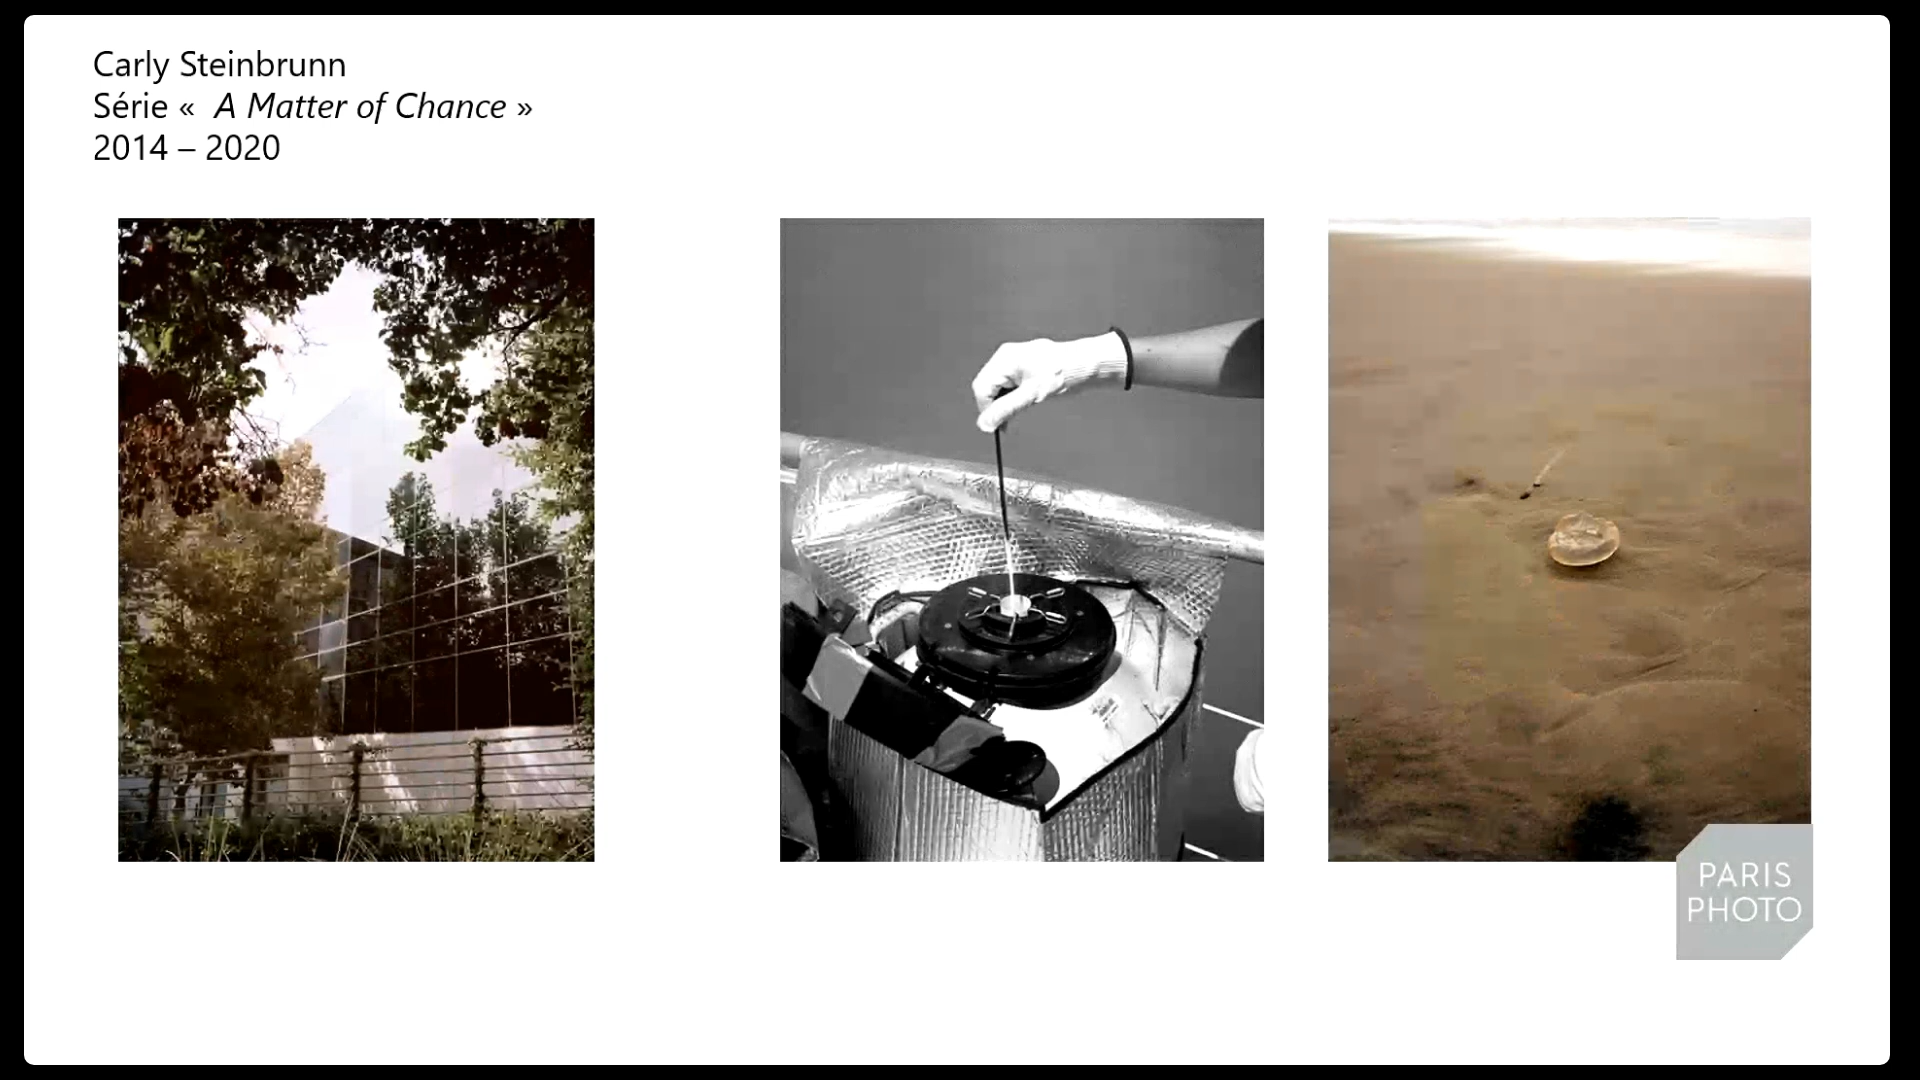 Carly Steinbrunn
Série «  A Matter of Chance »
2014 – 2020
PARIS
PHOTO